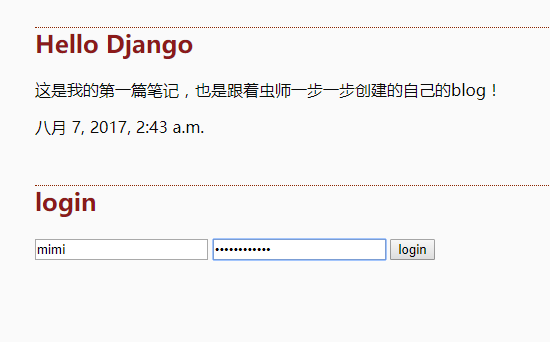 Hello Django
这是我的第一篇笔记，也是跟着虫师一步一步创建的自己的blog！
八月 7, 2017, 2:43 a.m.
login
mimi •••••••••••• login